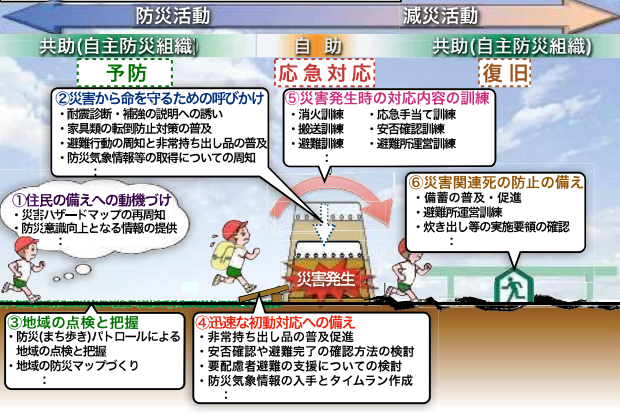 防災活動 減災活動
共助(自主防災組織) 自助 共助(自主防災組織)
予防 応急対応 復旧
②災害から命を守るための呼びかけ
・耐震診断・補強の説明への誘い
・家具類の転倒防止対策の普及
・避難行動の周知と非常持ち出し品の普及
・防災気象情報等の取得についての周知
：
⑤災害発生時の対応内容の訓練
・消火訓練 ・応急手当て訓練
・搬送訓練 ・安否確認訓練
・避難訓練 ・避難所運営訓練
：
①住民の備えへの動機づけ
・災害ハザードマップの再周知
・防災意識向上となる情報の提供
：
⑥災害関連死の防止の備え
・備蓄の普及・促進
・避難所運営訓練
・炊き出し等の実施要領の確認
：
災害発生
③地域の点検と把握
・防災(まち歩き)パトロールによる
地域の点検と把握
・地域の防災マップづくり
：
④迅速な初動対応への備え
・非常持ち出し品の普及促進
・安否確認や避難完了の確認方法の検討
・要配慮者避難の支援についての検討
・防災気象情報の入手とタイムラン作成
：